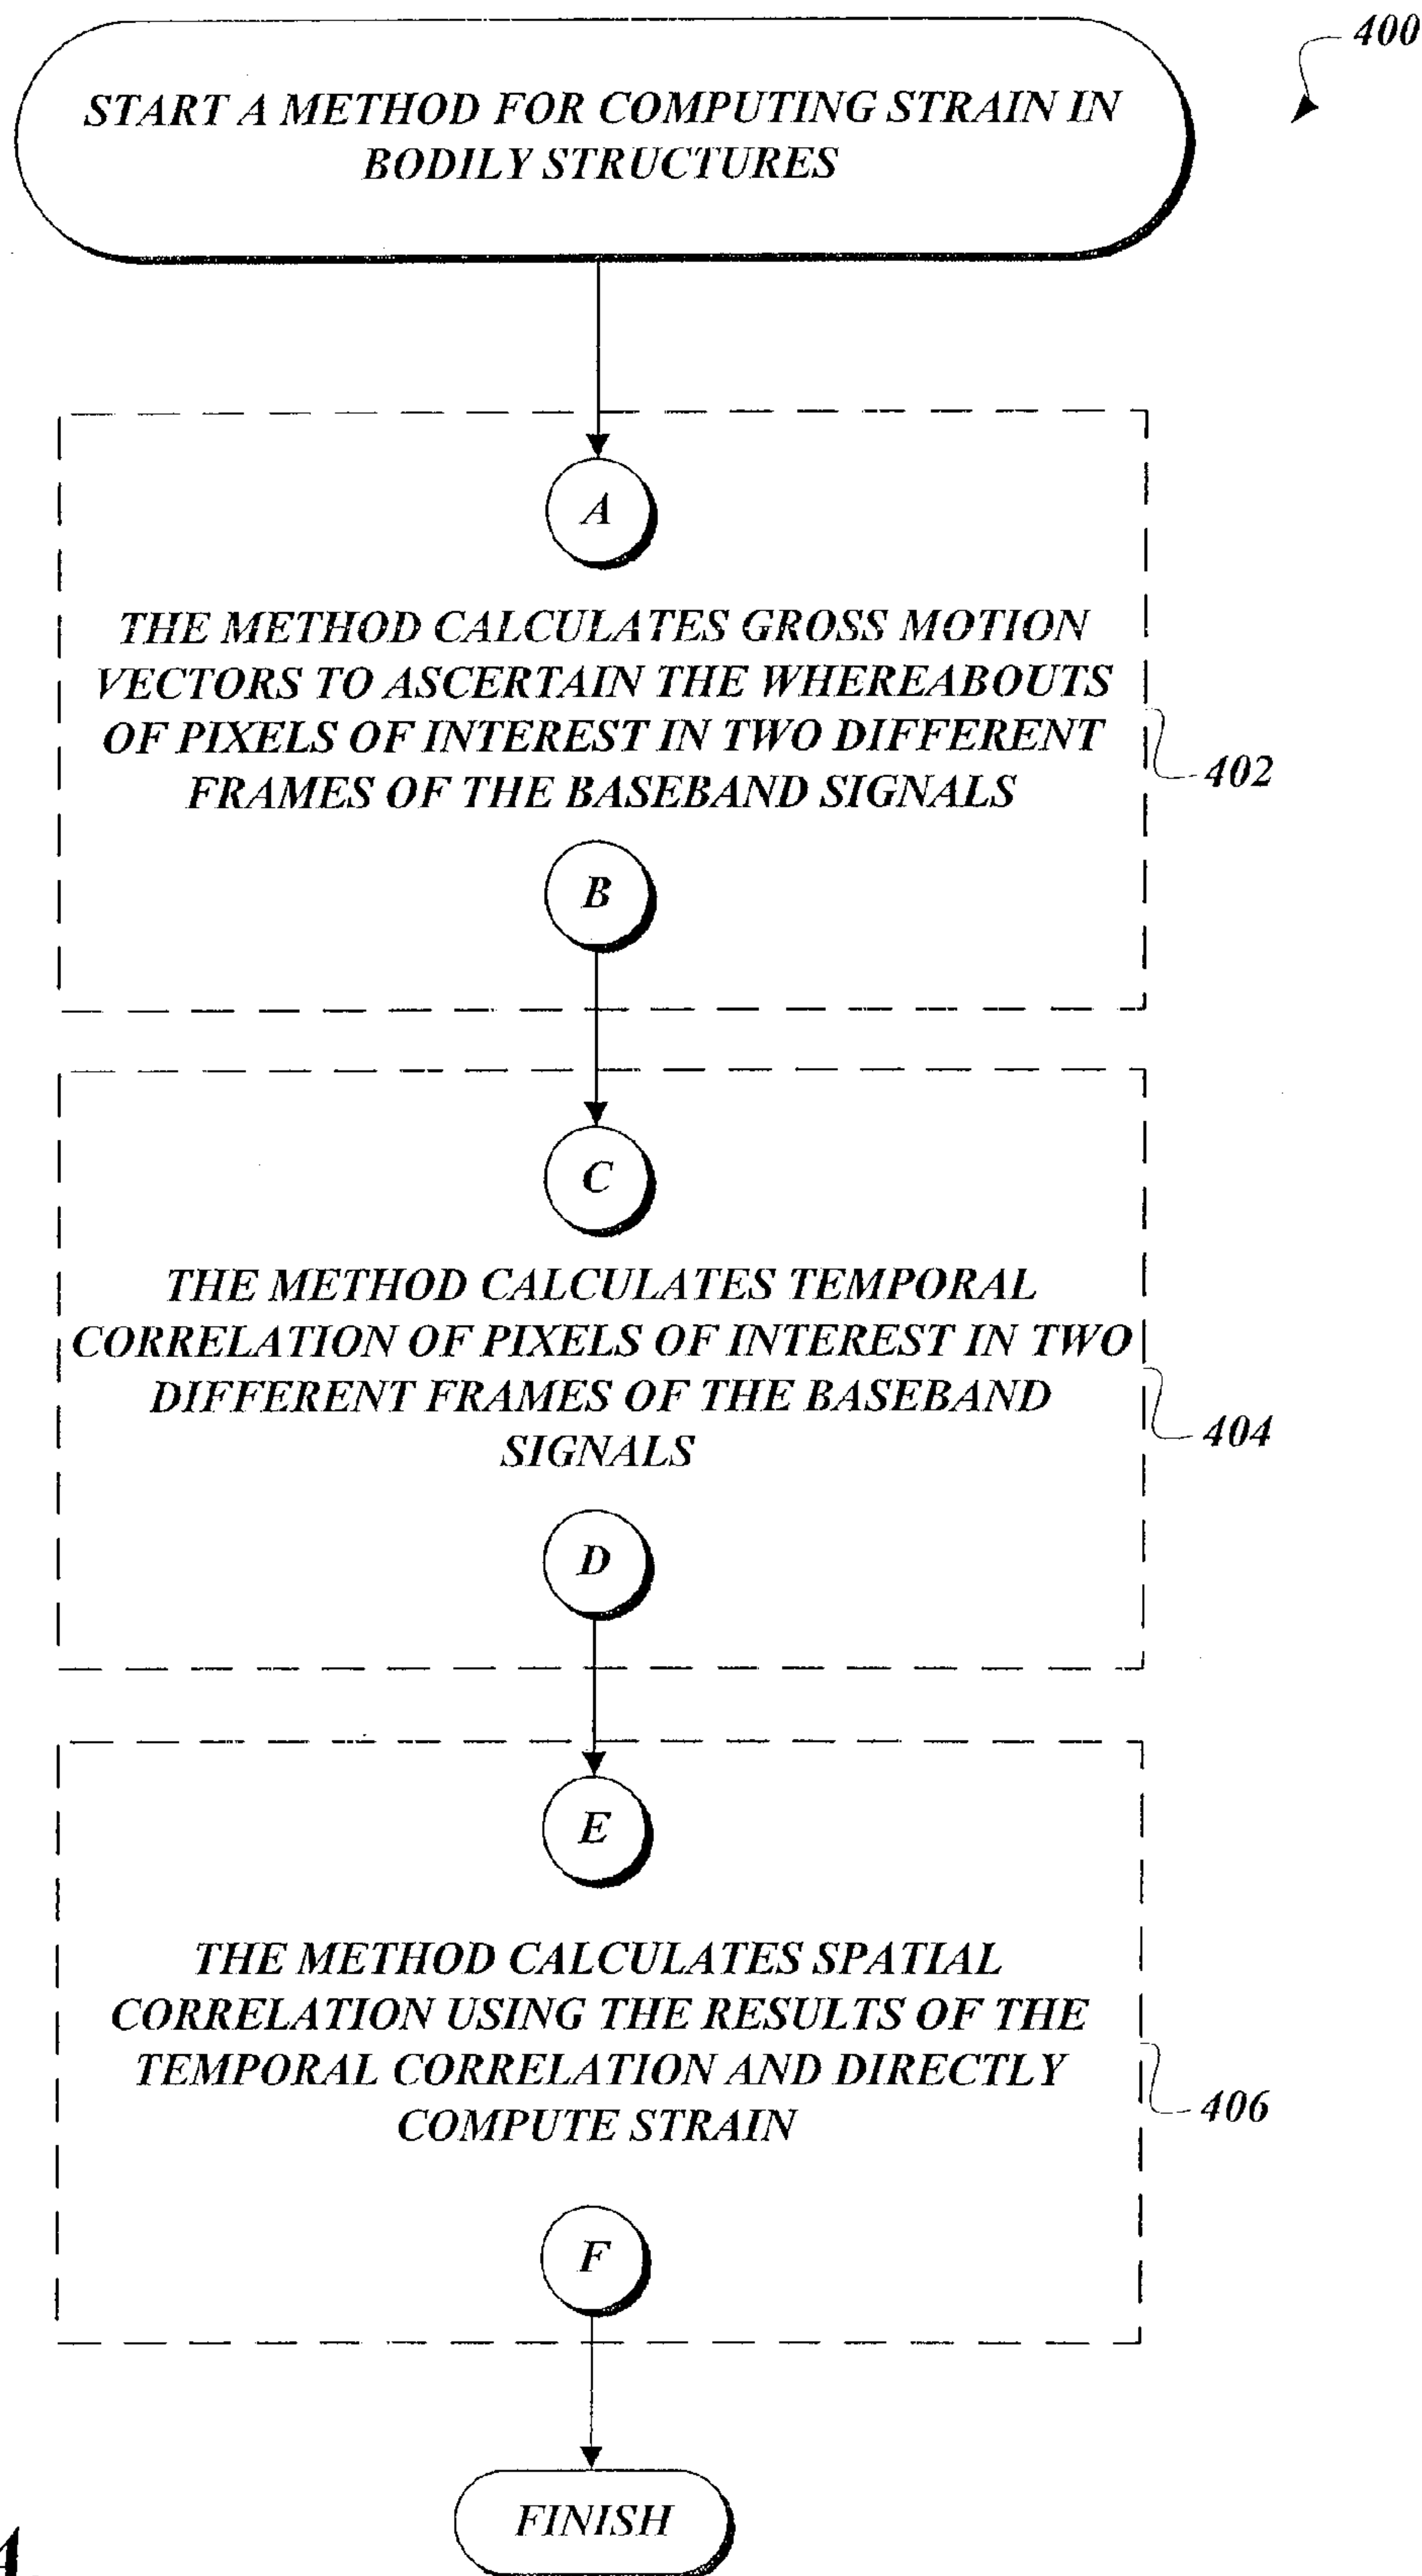 400
START A METHOD FOR COMPUTING STRAIN IN
BODILY STRUCTURES
A
THE METHOD CALCULATES GROSS MOTION
VECTORS TO ASCERTAIN THE WHEREABOUTS
OF PIXELS OF INTEREST IN TWO DIFFERENT
FRAMES OF THE BASEBAND SIGNALS
402
B
C
THE METHOD CALCULATES TEMPORAL
CORRELATION OF PIXELS OF INTEREST IN TWO
DIFFERENT FRAMES OF THE BASEBAND
SIGNALS
404
D
E
THE METHOD CALCULATES SPATIAL
CORRELATION USING THE RESULTS OF THE
TEMPORAL CORRELATION AND DIRECTLY
COMPUTE STRAIN
406
F
FINISH